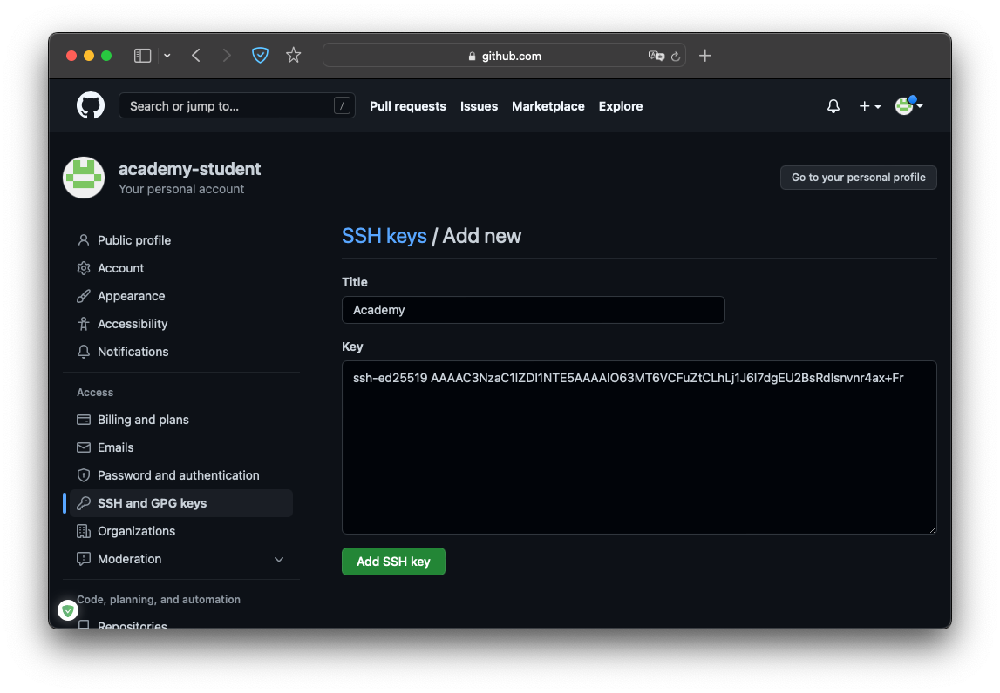 github.com
Search or jump to... /
Pull requests Issues Marketplace Explore
academy-student
Your personal account
Go to your personal profile
Public profile
Account
Appearance
Accessibility
Notifications
Access
Billing and plans
Emails
Password and authentication
SSH and GPG keys
Organizations
Moderation
Code, planning, and automation
Repositories
SSH keys / Add new
Title
Academy
Key
ssh-ed25519 AAAAC3NzaC1lZDI1NTE5AAAAIO63MT6VCFuZtCLhLj1J6I7dgEU2BsRdIsnvnr4ax+Fr
Add SSH key